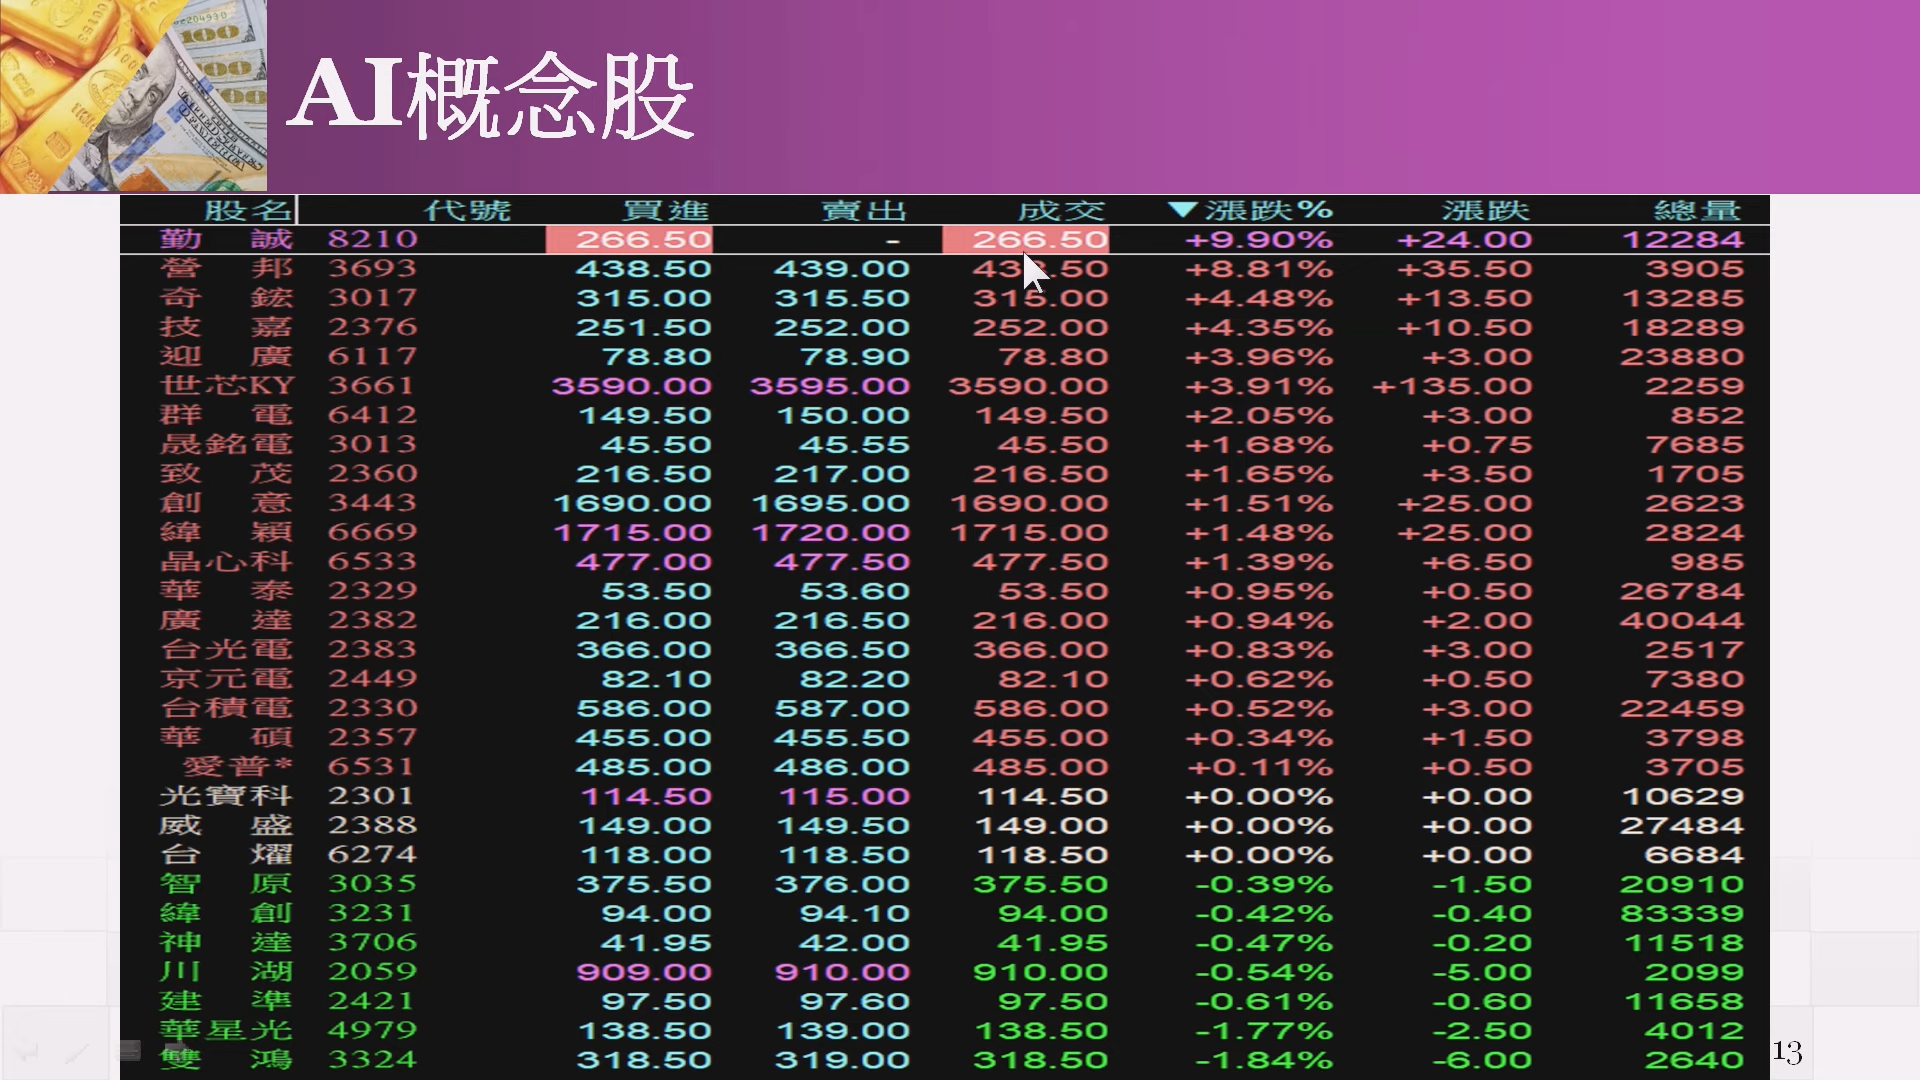 AI概念股
股名 代號 買進 賣出 成交 ▼漲跌% 漲跌 總量
勤誠 8210 266.50 - 266.50 +9.90% +24.00 12284
營邦 3693 438.50 439.00 438.50 +8.81% +35.50 3905
奇鋐 3017 315.00 315.50 315.00 +4.48% +13.50 13285
技嘉 2376 251.50 252.00 252.00 +4.35% +10.50 18289
迎廣 6117 78.80 78.90 78.80 +3.96% +3.00 23880
世芯KY 3661 3590.00 3595.00 3590.00 +3.91% +135.00 2259
群電 6412 149.50 150.00 149.50 +2.05% +3.00 852
晟銘電 3013 45.50 45.55 45.50 +1.68% +0.75 7685
致茂 2360 216.50 217.00 216.50 +1.65% +3.50 1705
創意 3443 1690.00 1695.00 1690.00 +1.51% +25.00 2623
緯穎 6669 1715.00 1720.00 1715.00 +1.48% +25.00 2824
晶心科 6533 477.00 477.50 477.50 +1.39% +6.50 985
華泰 2329 53.50 53.60 53.50 +0.95% +0.50 26784
廣達 2382 216.00 216.50 216.00 +0.94% +2.00 40044
台光電 2383 366.00 366.50 366.00 +0.83% +3.00 2517
京元電 2449 82.10 82.20 82.10 +0.62% +0.50 7380
台積電 2330 586.00 587.00 586.00 +0.52% +3.00 22459
華碩 2357 455.00 455.50 455.00 +0.34% +1.50 3798
愛普* 6531 485.00 486.00 485.00 +0.11% +0.50 3705
光寶科 2301 114.50 115.00 114.50 +0.00% +0.00 10629
威盛 2388 149.00 149.50 149.00 +0.00% +0.00 27484
台燿 6274 118.00 118.50 118.50 +0.00% +0.00 6684
智原 3035 375.50 376.00 375.50 -0.39% -1.50 20910
緯創 3231 94.00 94.10 94.00 -0.42% -0.40 83339
神達 3706 41.95 42.00 41.95 -0.47% -0.20 11518
川湖 2059 909.00 910.00 910.00 -0.54% -5.00 2099
建準 2421 97.50 97.60 97.50 -0.61% -0.60 11658
華星光 4979 138.50 139.00 138.50 -1.77% -2.50 4012
雙鴻 3324 318.50 319.00 318.50 -1.84% -6.00 2640
13